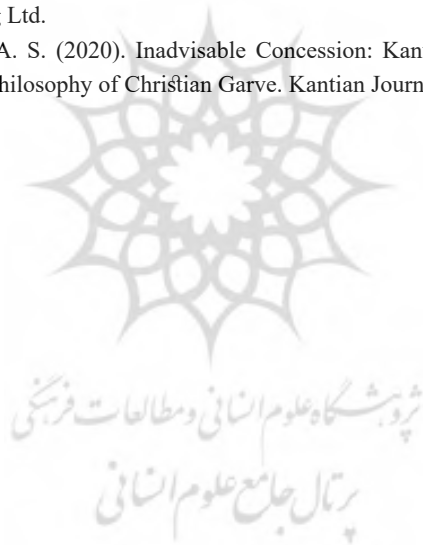 Ltd.
A. S. (2020). Inadvisable Concession: Kan
hilosophy of Christian Garve. Kantian Journ
پژوهشگاه علوم انسانی و مطالعات فرهنگی
پرتال جامع علوم انسانی